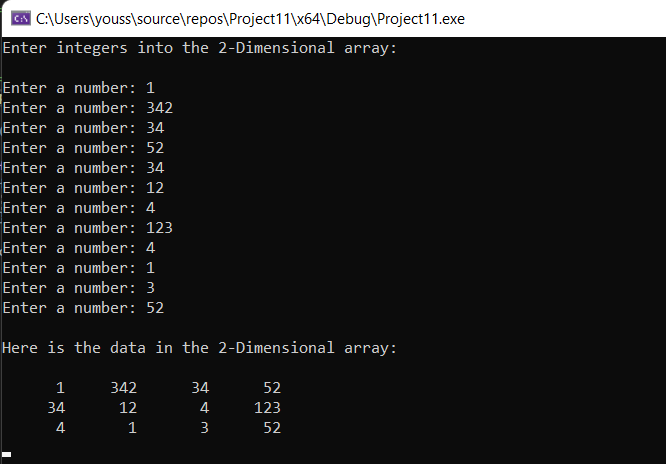 C:\Users\youss\source\repos\Project11\x64\Debug\Project11.exe
Enter integers into the 2-Dimensional array:
Enter a number: 1
Enter a number: 342
Enter a number: 34
Enter a number: 52
Enter a number: 34
Enter a number: 12
Enter a number: 4
Enter a number: 123
Enter a number: 4
Enter a number: 1
Enter a number: 3
Enter a number: 52
Here is the data in the 2-Dimensional array:
1 342 34 52
34 12 4 123
4 1 3 52